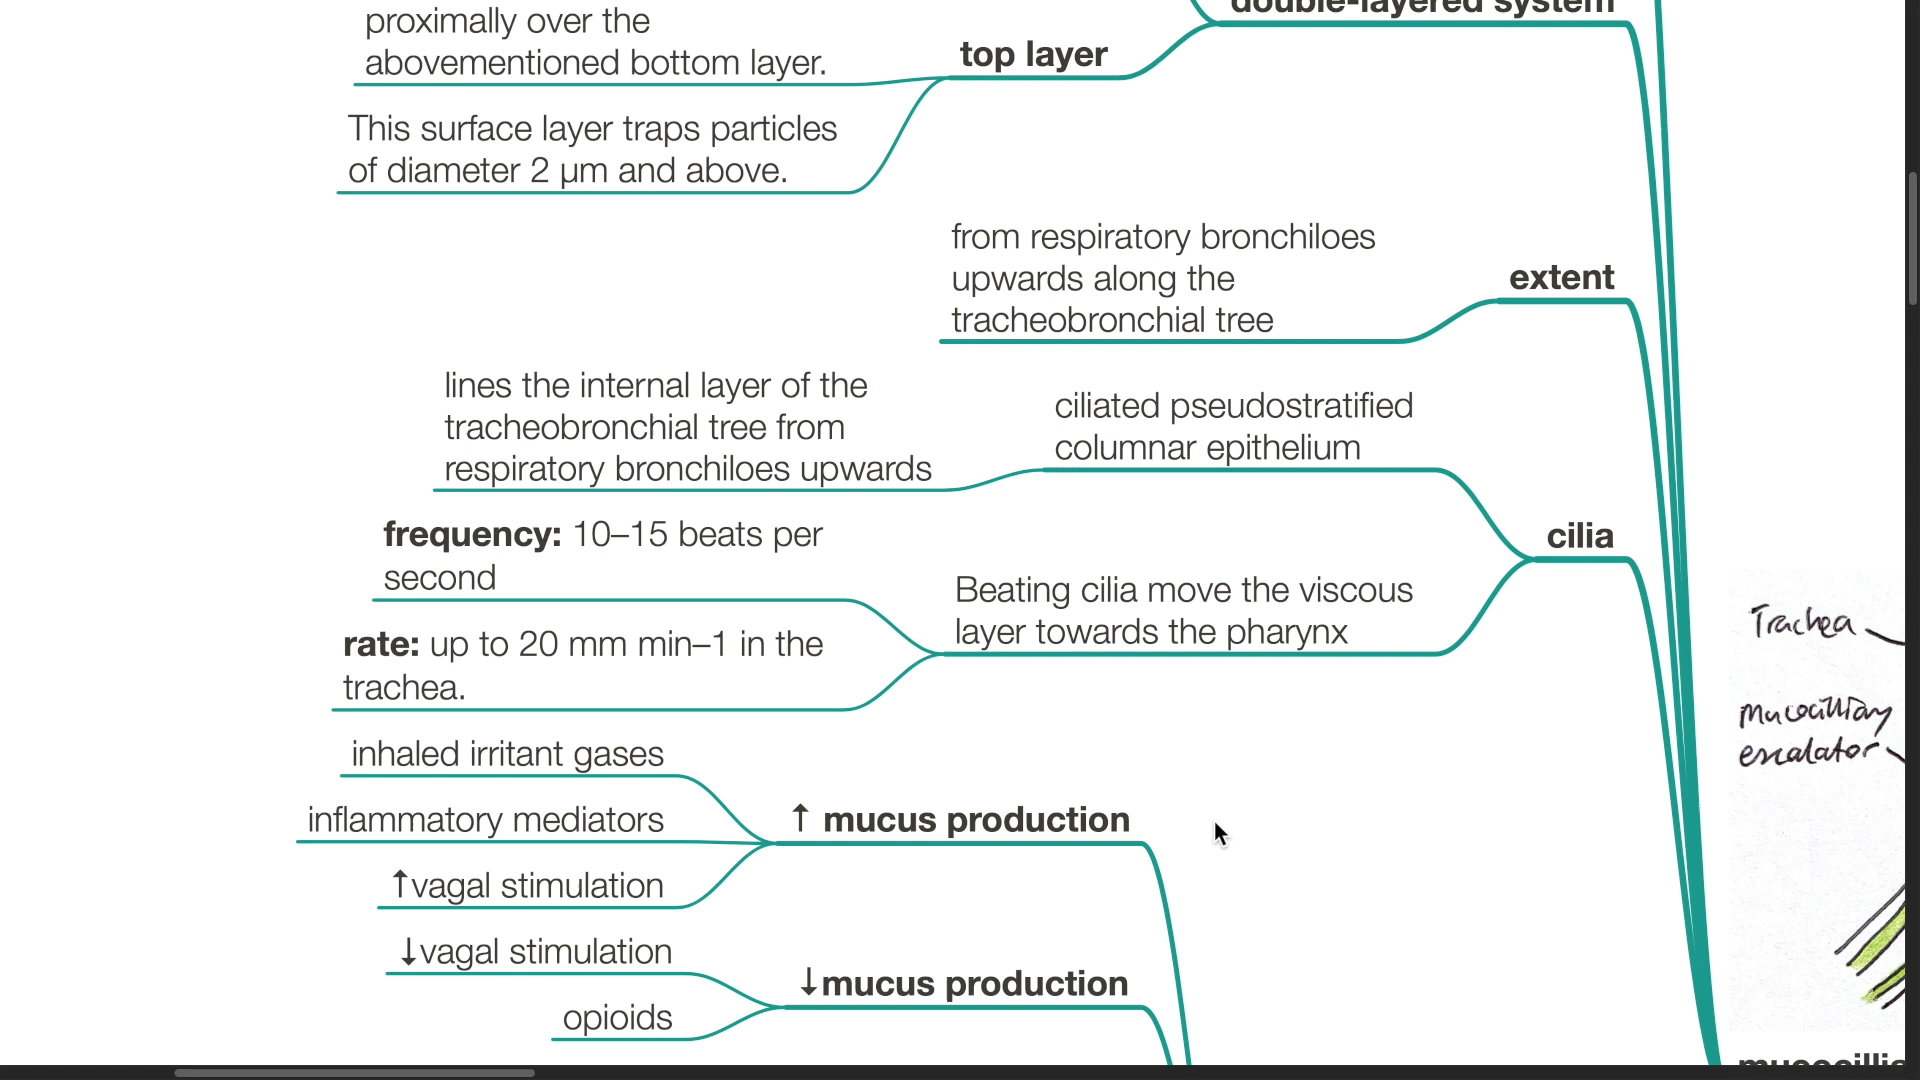 double-layered system
proximally over the
abovementioned bottom layer.
top layer
This surface layer traps particles
of diameter 2 µm and above.
from respiratory bronchiloes
upwards along the
tracheobronchial tree
extent
lines the internal layer of the
tracheobronchial tree from
respiratory bronchiloes upwards
ciliated pseudostratified
columnar epithelium
cilia
frequency: 10–15 beats per
second
Beating cilia move the viscous
layer towards the pharynx
rate: up to 20 mm min–1 in the
trachea.
Trachea
Mucocilliary
escalator
inhaled irritant gases
inflammatory mediators
↑vagal stimulation
↑ mucus production
↓vagal stimulation
opioids
↓mucus production